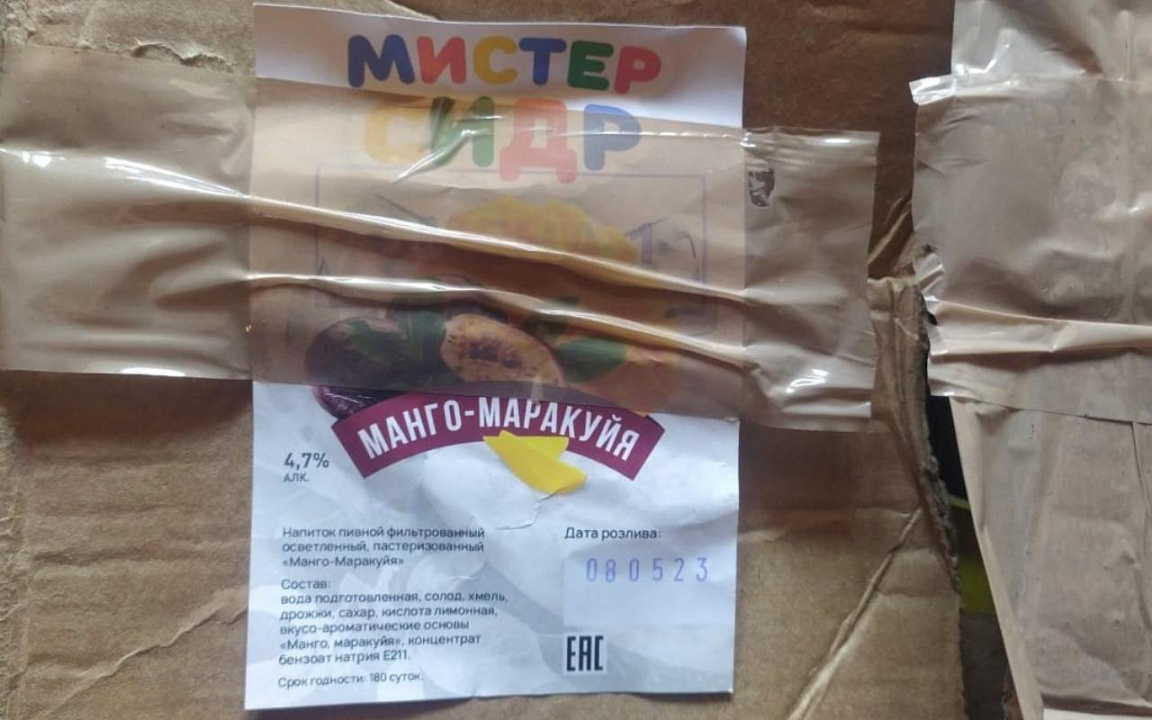 МИСТЕР
СИДР
МАНГО-МАРАКУЙЯ
4,7%
АЛК.
Напиток пивной фильтрованный
осветленный, пастеризованный
«Манго-Маракуйя»
Состав:
вода подготовленная, солод, хмель,
дрожжи, сахар, кислота лимонная,
вкусо-ароматические основы
«Манго, маракуйя», концентрат
бензоат натрия Е211.
Срок годности: 180 суток.
Дата розлива:
080523
EAC